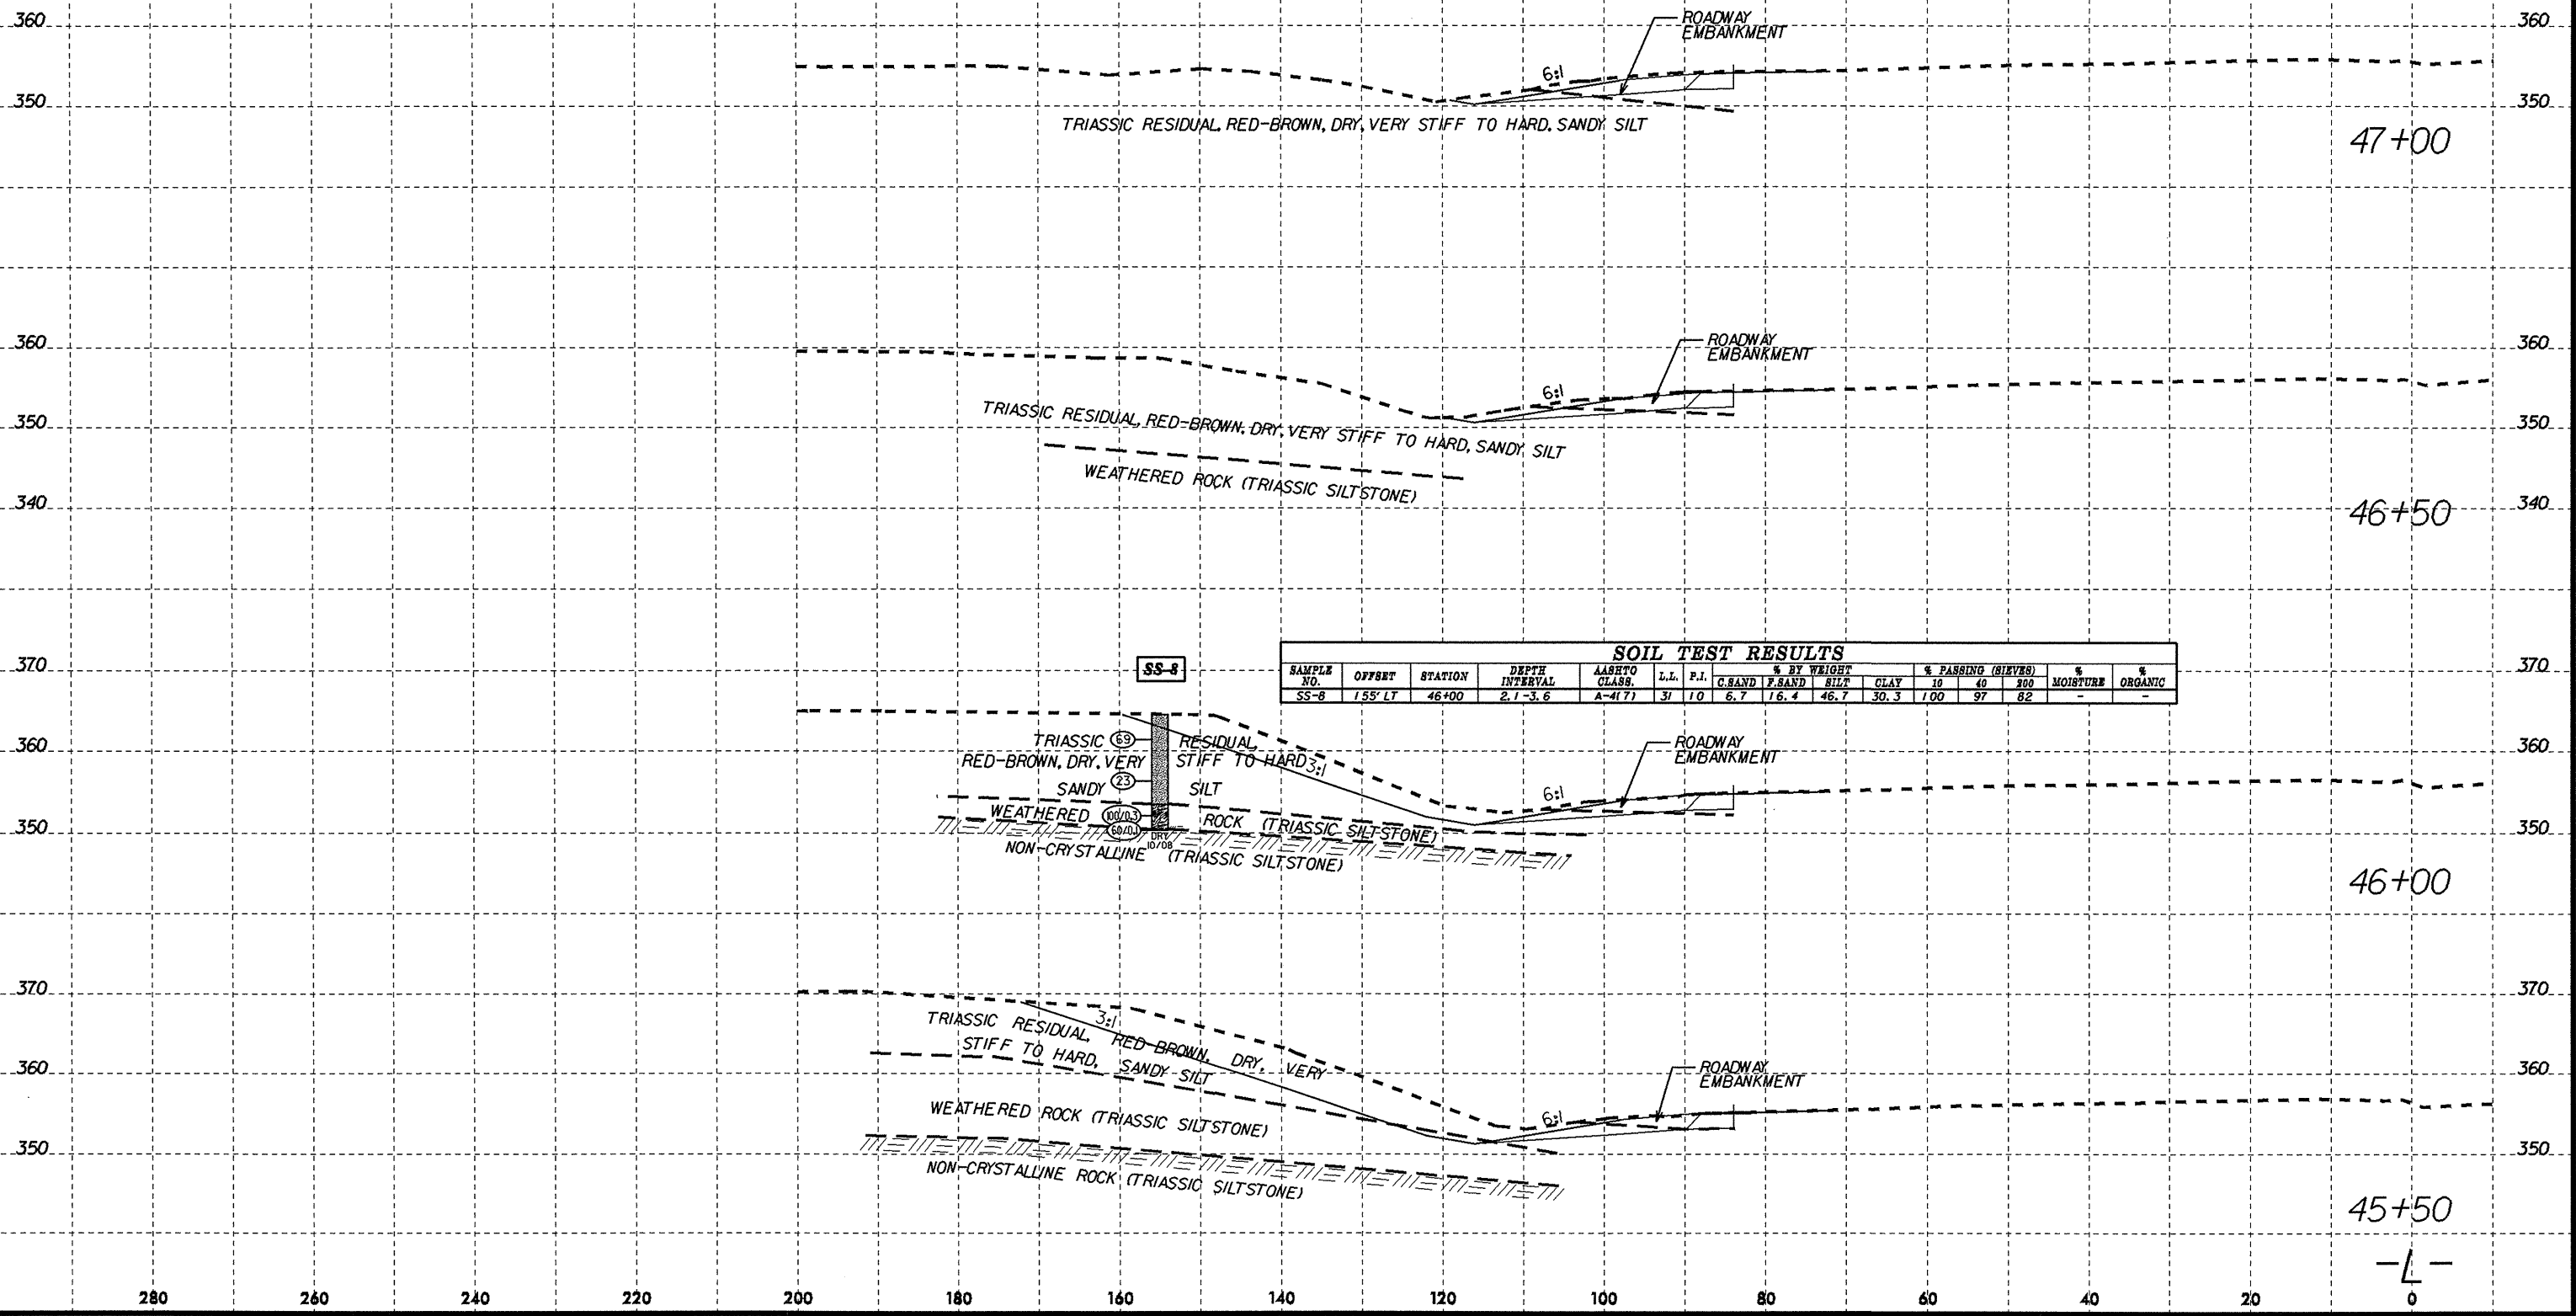 360
ROADWAY
EMBANKMENT
360
6:1
350
350
TRIASSIC RESIDUAL, RED-BROWN, DRY, VERY STIFF TO HARD, SANDY SILT
47+00
360
ROADWAY
EMBANKMENT
360
6:1
350
TRIASSIC RESIDUAL, RED-BROWN, DRY, VERY STIFF TO HARD, SANDY SILT
350
WEATHERED ROCK (TRIASSIC SILTSTONE)
340
46+50
340
SOIL TEST RESULTS
370
SS-8
370
SAMPLE NO. OFFSET STATION DEPTH INTERVAL AASHTO CLASS. L.L. P.I. % BY WEIGHT C.SAND F.SAND SILT CLAY % PASSING (SIEVES) 10 40 200 % MOISTURE % ORGANIC
SS-8 155' LT 46+00 2.1-3.6 A-4(7) 31 10 6.7 16.4 46.7 30.3 100 97 82 - -
360
TRIASSIC 69 RESIDUAL,
ROADWAY
EMBANKMENT
360
RED-BROWN, DRY, VERY STIFF TO HARD 3:1
SANDY 23 SILT
6:1
350
WEATHERED 100/0.3 ROCK (TRIASSIC SILTSTONE)
350
60/0.1
DRY
10/08
NON-CRYSTALLINE (TRIASSIC SILTSTONE)
46+00
370
370
3:1
TRIASSIC RESIDUAL, RED-BROWN, DRY, VERY
STIFF TO HARD, SANDY SILT
360
ROADWAY
EMBANKMENT
360
WEATHERED ROCK (TRIASSIC SILTSTONE)
6:1
350
350
NON-CRYSTALLINE ROCK (TRIASSIC SILTSTONE)
45+50
-L-
280 260 240 220 200 180 160 140 120 100 80 60 40 20 0